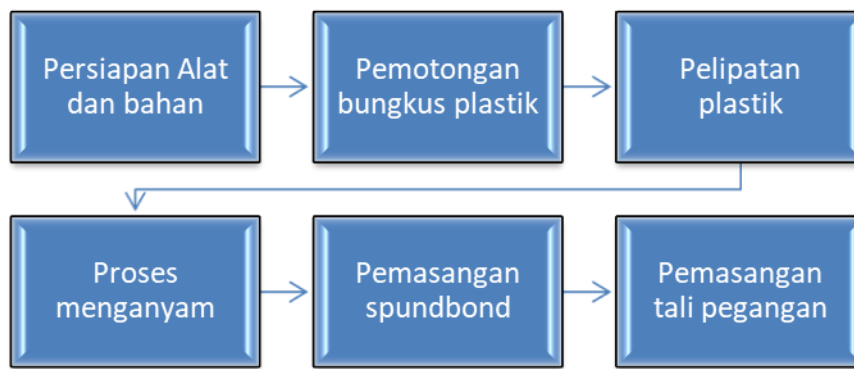 Persiapan Alat
dan bahan
Pemotongan
bungkus plastik
Pelipatan
plastik
Proses
menganyam
Pemasangan
spundbond
Pemasangan
tali pegangan